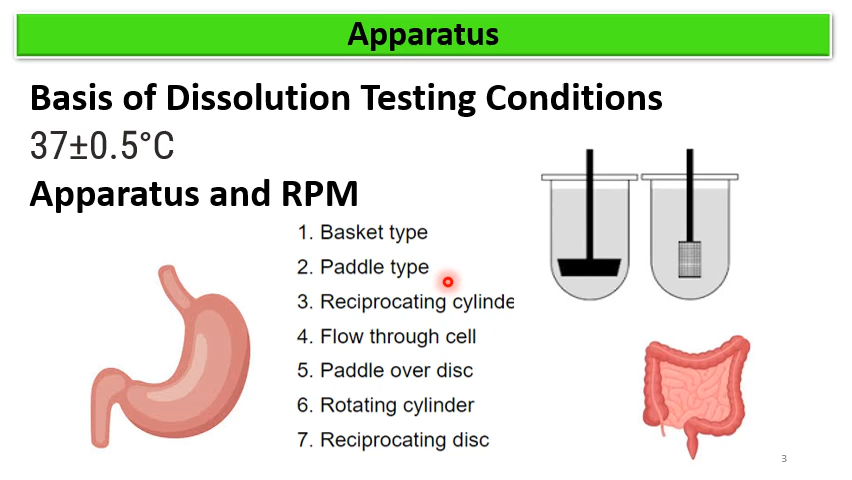 Apparatus
Basis of Dissolution Testing Conditions
37±0.5°C
Apparatus and RPM
1. Basket type
2. Paddle type
3. Reciprocating cylinde
4. Flow through cell
5. Paddle over disc
6. Rotating cylinder
7. Reciprocating disc
3